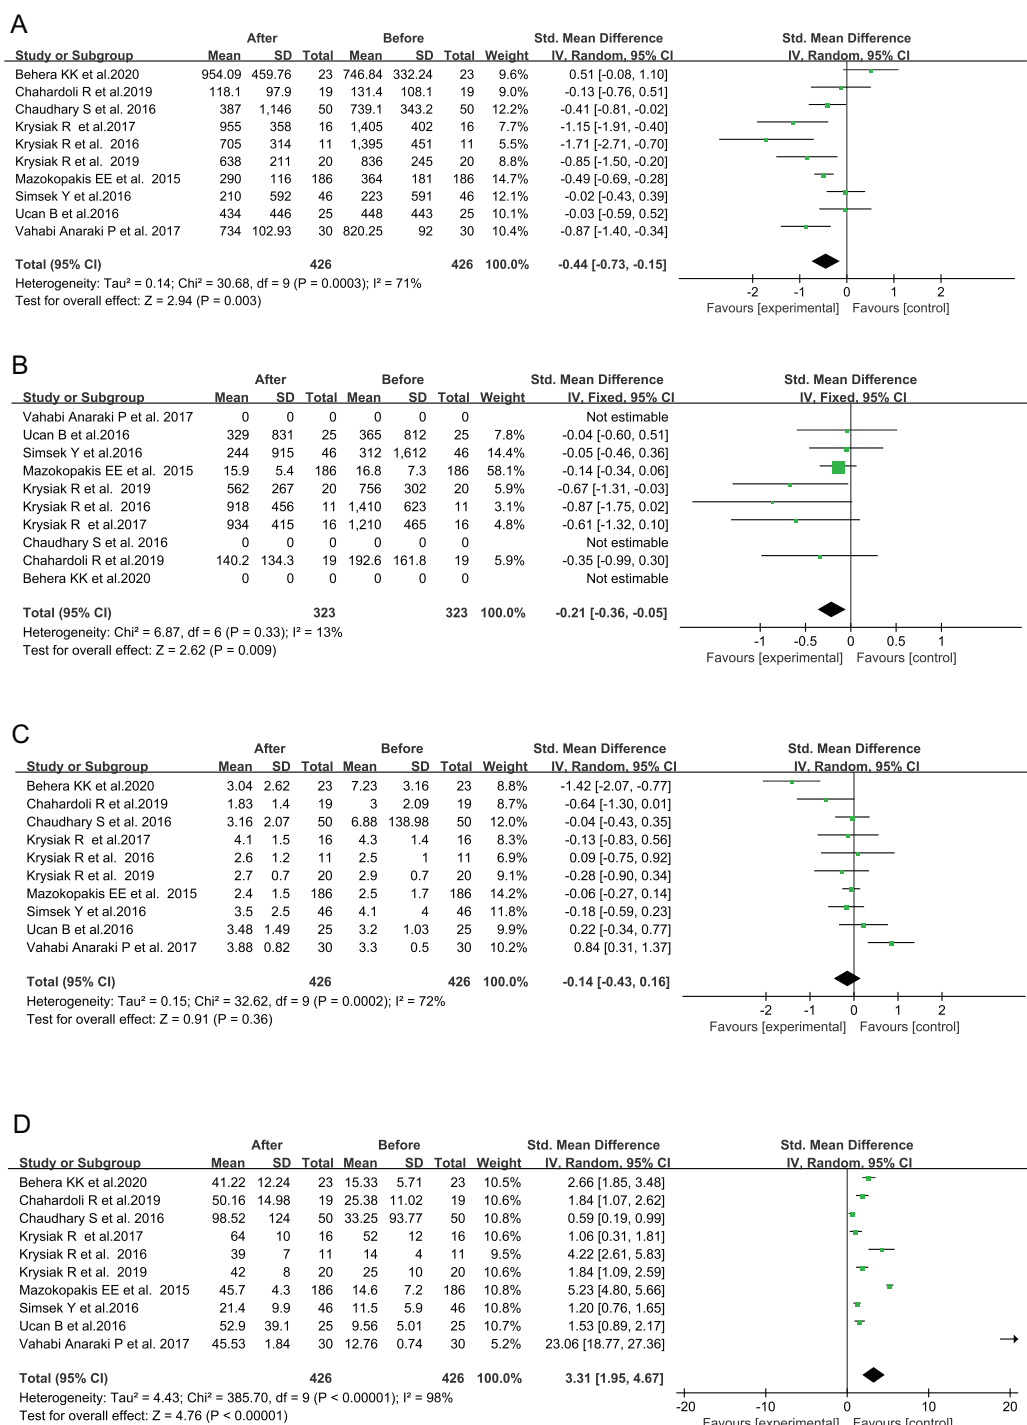 A
After Before Std. Mean Difference Std. Mean Difference
Study or Subgroup Mean SD Total Mean SD Total Weight IV, Random, 95% CI IV, Random, 95% CI
Behera KK et al.2020 954.09 459.76 23 746.84 332.24 23 9.6% 0.51 [-0.08, 1.10]
Chahardoli R et al.2019 118.1 97.9 19 131.4 108.1 19 9.0% -0.13 [-0.76, 0.51]
Chaudhary S et al. 2016 387 1,146 50 739.1 343.2 50 12.2% -0.41 [-0.81, -0.02]
Krysiak R et al.2017 955 358 16 1,405 402 16 7.7% -1.15 [-1.91, -0.40]
Krysiak R et al. 2016 705 314 11 1,395 451 11 5.5% -1.71 [-2.71, -0.70]
Krysiak R et al. 2019 638 211 20 836 245 20 8.8% -0.85 [-1.50, -0.20]
Mazokopakis EE et al. 2015 290 116 186 364 181 186 14.7% -0.49 [-0.69, -0.28]
Simsek Y et al.2016 210 592 46 223 591 46 12.1% -0.02 [-0.43, 0.39]
Ucan B et al.2016 434 446 25 448 443 25 10.1% -0.03 [-0.59, 0.52]
Vahabi Anaraki P et al. 2017 734 102.93 30 820.25 92 30 10.4% -0.87 [-1.40, -0.34]
Total (95% CI) 426 426 100.0% -0.44 [-0.73, -0.15]
Heterogeneity: Tau² = 0.14; Chi² = 30.68, df = 9 (P = 0.0003); I² = 71%
Test for overall effect: Z = 2.94 (P = 0.003)
-2 -1 0 1 2
Favours [experimental] Favours [control]
B
After Before Std. Mean Difference Std. Mean Difference
Study or Subgroup Mean SD Total Mean SD Total Weight IV, Fixed, 95% CI IV, Fixed, 95% CI
Vahabi Anaraki P et al. 2017 0 0 0 0 0 0 Not estimable
Ucan B et al.2016 329 831 25 365 812 25 7.8% -0.04 [-0.60, 0.51]
Simsek Y et al.2016 244 915 46 312 1,612 46 14.4% -0.05 [-0.46, 0.36]
Mazokopakis EE et al. 2015 15.9 5.4 186 16.8 7.3 186 58.1% -0.14 [-0.34, 0.06]
Krysiak R et al. 2019 562 267 20 756 302 20 5.9% -0.67 [-1.31, -0.03]
Krysiak R et al. 2016 918 456 11 1,410 623 11 3.1% -0.87 [-1.75, 0.02]
Krysiak R et al.2017 934 415 16 1,210 465 16 4.8% -0.61 [-1.32, 0.10]
Chaudhary S et al. 2016 0 0 0 0 0 0 Not estimable
Chahardoli R et al.2019 140.2 134.3 19 192.6 161.8 19 5.9% -0.35 [-0.99, 0.30]
Behera KK et al.2020 0 0 0 0 0 0 Not estimable
Total (95% CI) 323 323 100.0% -0.21 [-0.36, -0.05]
Heterogeneity: Chi² = 6.87, df = 6 (P = 0.33); I² = 13%
Test for overall effect: Z = 2.62 (P = 0.009)
-1 -0.5 0 0.5 1
Favours [experimental] Favours [control]
C
After Before Std. Mean Difference Std. Mean Difference
Study or Subgroup Mean SD Total Mean SD Total Weight IV, Random, 95% CI IV, Random, 95% CI
Behera KK et al.2020 3.04 2.62 23 7.23 3.16 23 8.8% -1.42 [-2.07, -0.77]
Chahardoli R et al.2019 1.83 1.4 19 3 2.09 19 8.7% -0.64 [-1.30, 0.01]
Chaudhary S et al. 2016 3.16 2.07 50 6.88 138.98 50 12.0% -0.04 [-0.43, 0.35]
Krysiak R et al.2017 4.1 1.5 16 4.3 1.4 16 8.3% -0.13 [-0.83, 0.56]
Krysiak R et al. 2016 2.6 1.2 11 2.5 1 11 6.9% 0.09 [-0.75, 0.92]
Krysiak R et al. 2019 2.7 0.7 20 2.9 0.7 20 9.1% -0.28 [-0.90, 0.34]
Mazokopakis EE et al. 2015 2.4 1.5 186 2.5 1.7 186 14.2% -0.06 [-0.27, 0.14]
Simsek Y et al.2016 3.5 2.5 46 4.1 4 46 11.8% -0.18 [-0.59, 0.23]
Ucan B et al.2016 3.48 1.49 25 3.2 1.03 25 9.9% 0.22 [-0.34, 0.77]
Vahabi Anaraki P et al. 2017 3.88 0.82 30 3.3 0.5 30 10.2% 0.84 [0.31, 1.37]
Total (95% CI) 426 426 100.0% -0.14 [-0.43, 0.16]
Heterogeneity: Tau² = 0.15; Chi² = 32.62, df = 9 (P = 0.0002); I² = 72%
Test for overall effect: Z = 0.91 (P = 0.36)
-2 -1 0 1 2
Favours [experimental] Favours [control]
D
After Before Std. Mean Difference Std. Mean Difference
Study or Subgroup Mean SD Total Mean SD Total Weight IV, Random, 95% CI IV, Random, 95% CI
Behera KK et al.2020 41.22 12.24 23 15.33 5.71 23 10.5% 2.66 [1.85, 3.48]
Chahardoli R et al.2019 50.16 14.98 19 25.38 11.02 19 10.6% 1.84 [1.07, 2.62]
Chaudhary S et al. 2016 98.52 124 50 33.25 93.77 50 10.8% 0.59 [0.19, 0.99]
Krysiak R et al.2017 64 10 16 52 12 16 10.6% 1.06 [0.31, 1.81]
Krysiak R et al. 2016 39 7 11 14 4 11 9.5% 4.22 [2.61, 5.83]
Krysiak R et al. 2019 42 8 20 25 10 20 10.6% 1.84 [1.09, 2.59]
Mazokopakis EE et al. 2015 45.7 4.3 186 14.6 7.2 186 10.8% 5.23 [4.80, 5.66]
Simsek Y et al.2016 21.4 9.9 46 11.5 5.9 46 10.8% 1.20 [0.76, 1.65]
Ucan B et al.2016 52.9 39.1 25 9.56 5.01 25 10.7% 1.53 [0.89, 2.17]
Vahabi Anaraki P et al. 2017 45.53 1.84 30 12.76 0.74 30 5.2% 23.06 [18.77, 27.36]
Total (95% CI) 426 426 100.0% 3.31 [1.95, 4.67]
Heterogeneity: Tau² = 4.43; Chi² = 385.70, df = 9 (P < 0.00001); I² = 98%
Test for overall effect: Z = 4.76 (P < 0.00001)
-20 -10 0 10 20
Favours [experimental] Favours [control]